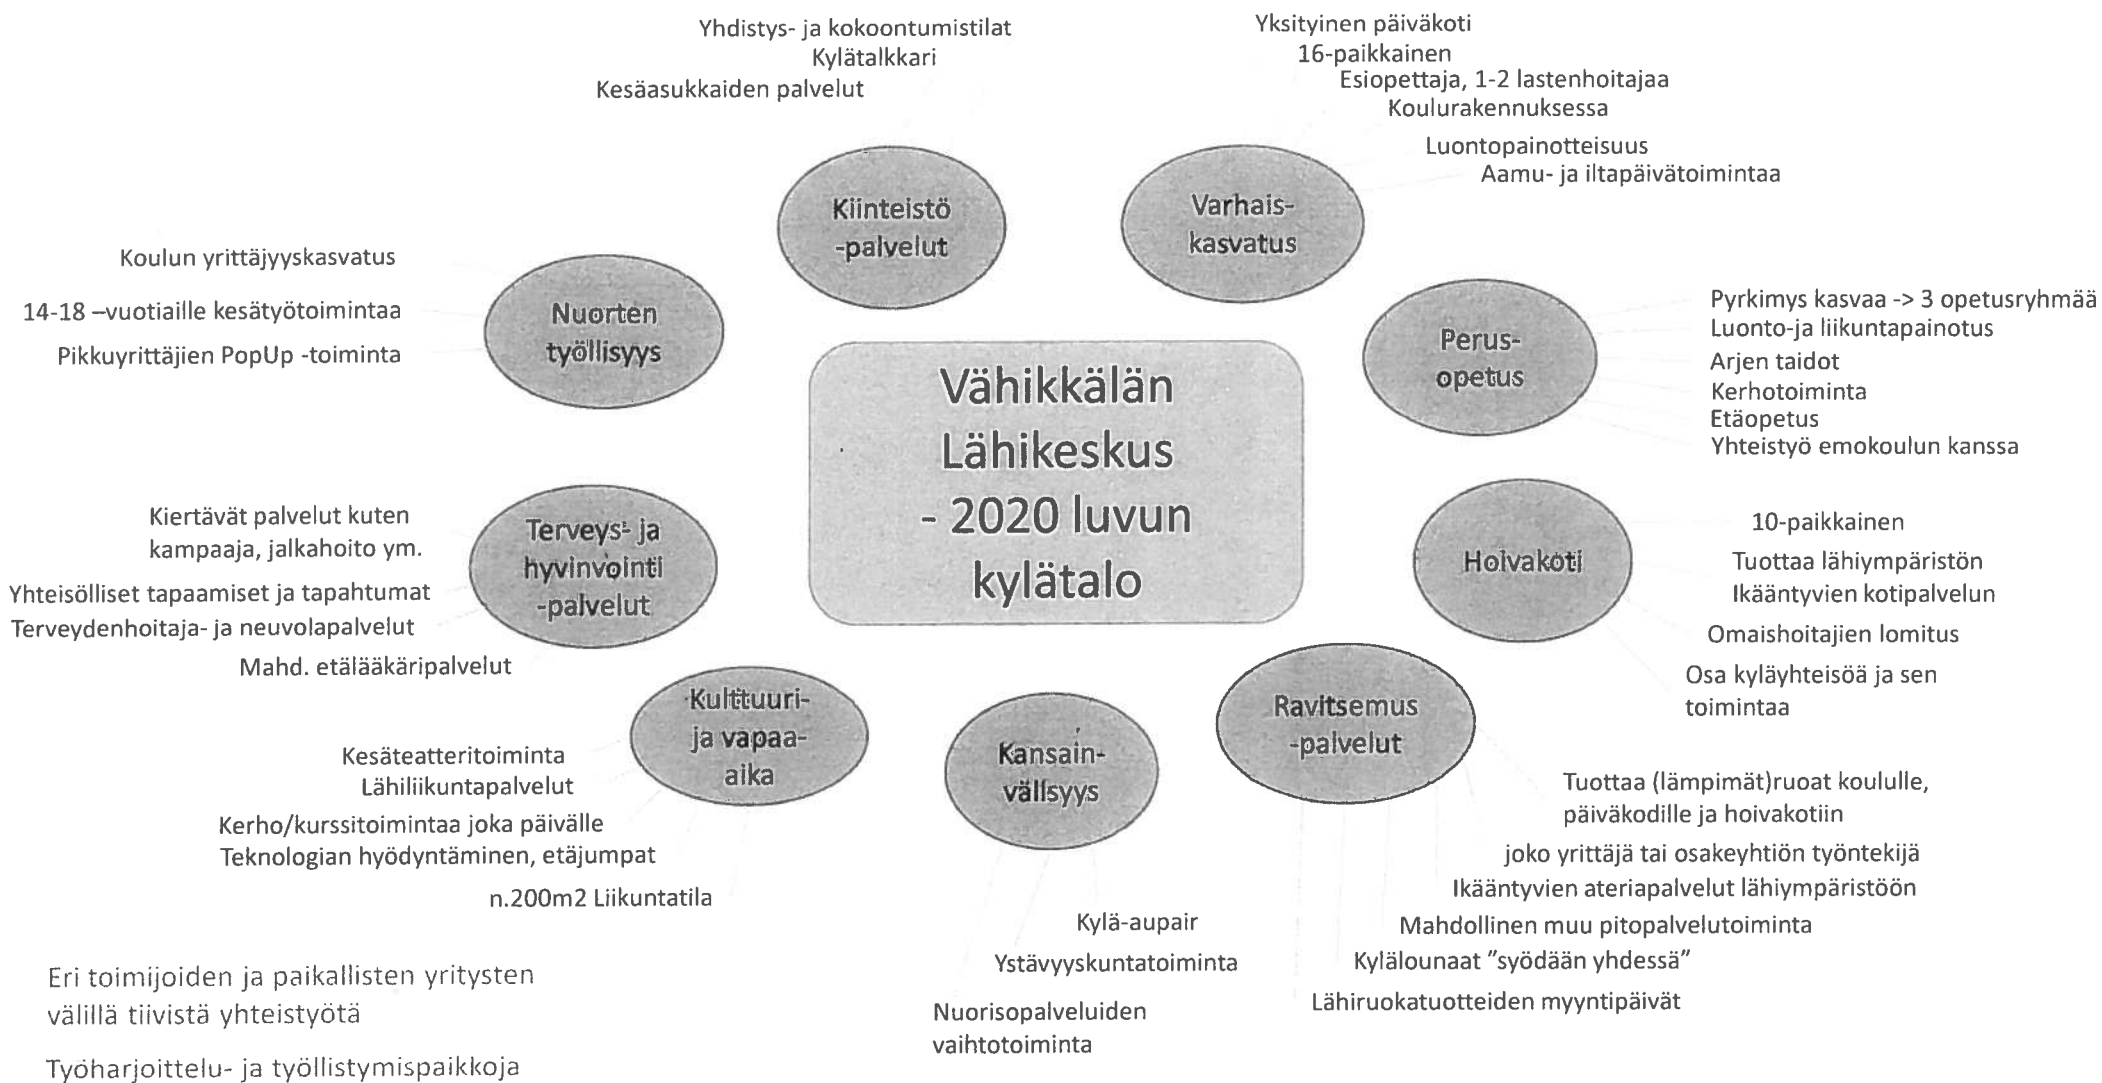 Yhdistys- ja kokoontumistilat
Kylätalkkari
Kesäasukkaiden palvelut
Kiinteistö
-palvelut
Yksityinen päiväkoti
16-paikkainen
Esiopettaja, 1-2 lastenhoitajaa
Koulurakennuksessa
Luontopainotteisuus
Aamu- ja iltapäivätoimintaa
Varhais-
kasvatus
Koulun yrittäjyyskasvatus
14-18 –vuotiaille kesätyötoimintaa
Pikkuyrittäjien PopUp -toiminta
Nuorten
työllisyys
Perus-
opetus
Pyrkimys kasvaa -> 3 opetusryhmää
Luonto-ja liikuntapainotus
Arjen taidot
Kerhotoiminta
Etäopetus
Yhteistyö emokoulun kanssa
Vähikkälän
Lähikeskus
- 2020 luvun
kylätalo
Kiertävät palvelut kuten
kampaaja, jalkahoito ym.
Yhteisölliset tapaamiset ja tapahtumat
Terveydenhoitaja- ja neuvolapalvelut
Mahd. etälääkäripalvelut
Terveys- ja
hyvinvointi
-palvelut
Hoivakoti
10-paikkainen
Tuottaa lähiympäristön
Ikääntyvien kotipalvelun
Omaishoitajien lomitus
Osa kyläyhteisöä ja sen
toimintaa
Kulttuuri-
ja vapaa-
aika
Kesäteatteritoiminta
Lähiliikuntapalvelut
Kerho/kurssitoimintaa joka päivälle
Teknologian hyödyntäminen, etäjumpat
n.200m2 Liikuntatila
Kansain-
välisyys
Kylä-aupair
Ystävyyskuntatoiminta
Nuorisopalveluiden
vaihtotoiminta
Ravitsemus
-palvelut
Tuottaa (lämpimät)ruoat koululle,
päiväkodille ja hoivakotiin
joko yrittäjä tai osakeyhtiön työntekijä
Ikääntyvien ateriapalvelut lähiympäristöön
Mahdollinen muu pitopalvelutoiminta
Kylälounaat ”syödään yhdessä”
Lähiruokatuotteiden myyntipäivät
Eri toimijoiden ja paikallisten yritysten
välillä tiivistä yhteistyötä
Työharjoittelu- ja työllistymispaikkoja